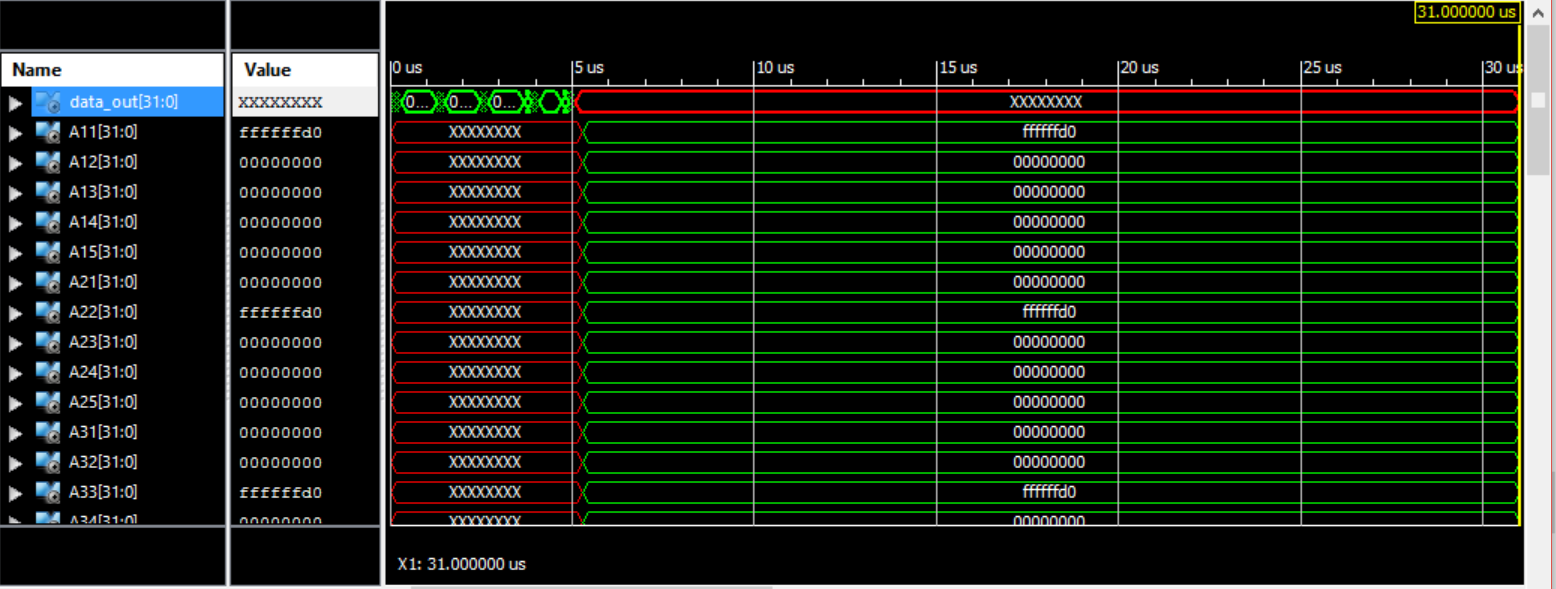 31.000000 us
Name Value 0 us 5 us 10 us 15 us 20 us 25 us 30 us
data_out[31:0] XXXXXXXX 0... 0... 0... XXXXXXXX
A11[31:0] ffffffd0 XXXXXXXX ffffffd0
A12[31:0] 00000000 XXXXXXXX 00000000
A13[31:0] 00000000 XXXXXXXX 00000000
A14[31:0] 00000000 XXXXXXXX 00000000
A15[31:0] 00000000 XXXXXXXX 00000000
A21[31:0] 00000000 XXXXXXXX 00000000
A22[31:0] ffffffd0 XXXXXXXX ffffffd0
A23[31:0] 00000000 XXXXXXXX 00000000
A24[31:0] 00000000 XXXXXXXX 00000000
A25[31:0] 00000000 XXXXXXXX 00000000
A31[31:0] 00000000 XXXXXXXX 00000000
A32[31:0] 00000000 XXXXXXXX 00000000
A33[31:0] ffffffd0 XXXXXXXX ffffffd0
A34[31:0] 00000000 XXXXXXXX 00000000
X1: 31.000000 us